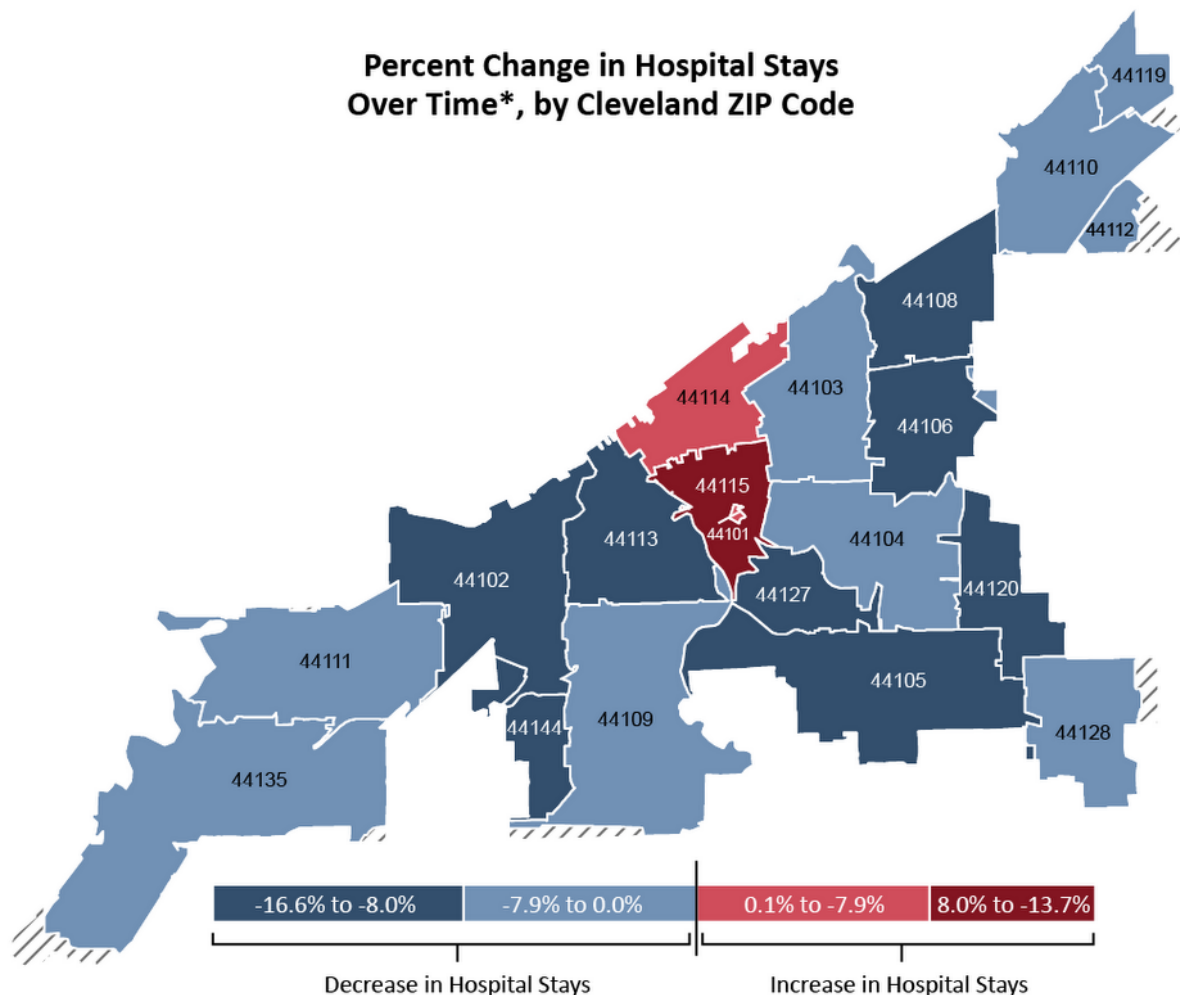 Percent Change in Hospital Stays
Over Time*, by Cleveland ZIP Code
44119
44110
44112
44108
44103
44114
44106
44115
44101
44113
44104
44102
44127
44120
44111
44105
44109
44144
44128
44135
-16.6% to -8.0%
-7.9% to 0.0%
0.1% to -7.9%
8.0% to -13.7%
Decrease in Hospital Stays
Increase in Hospital Stays